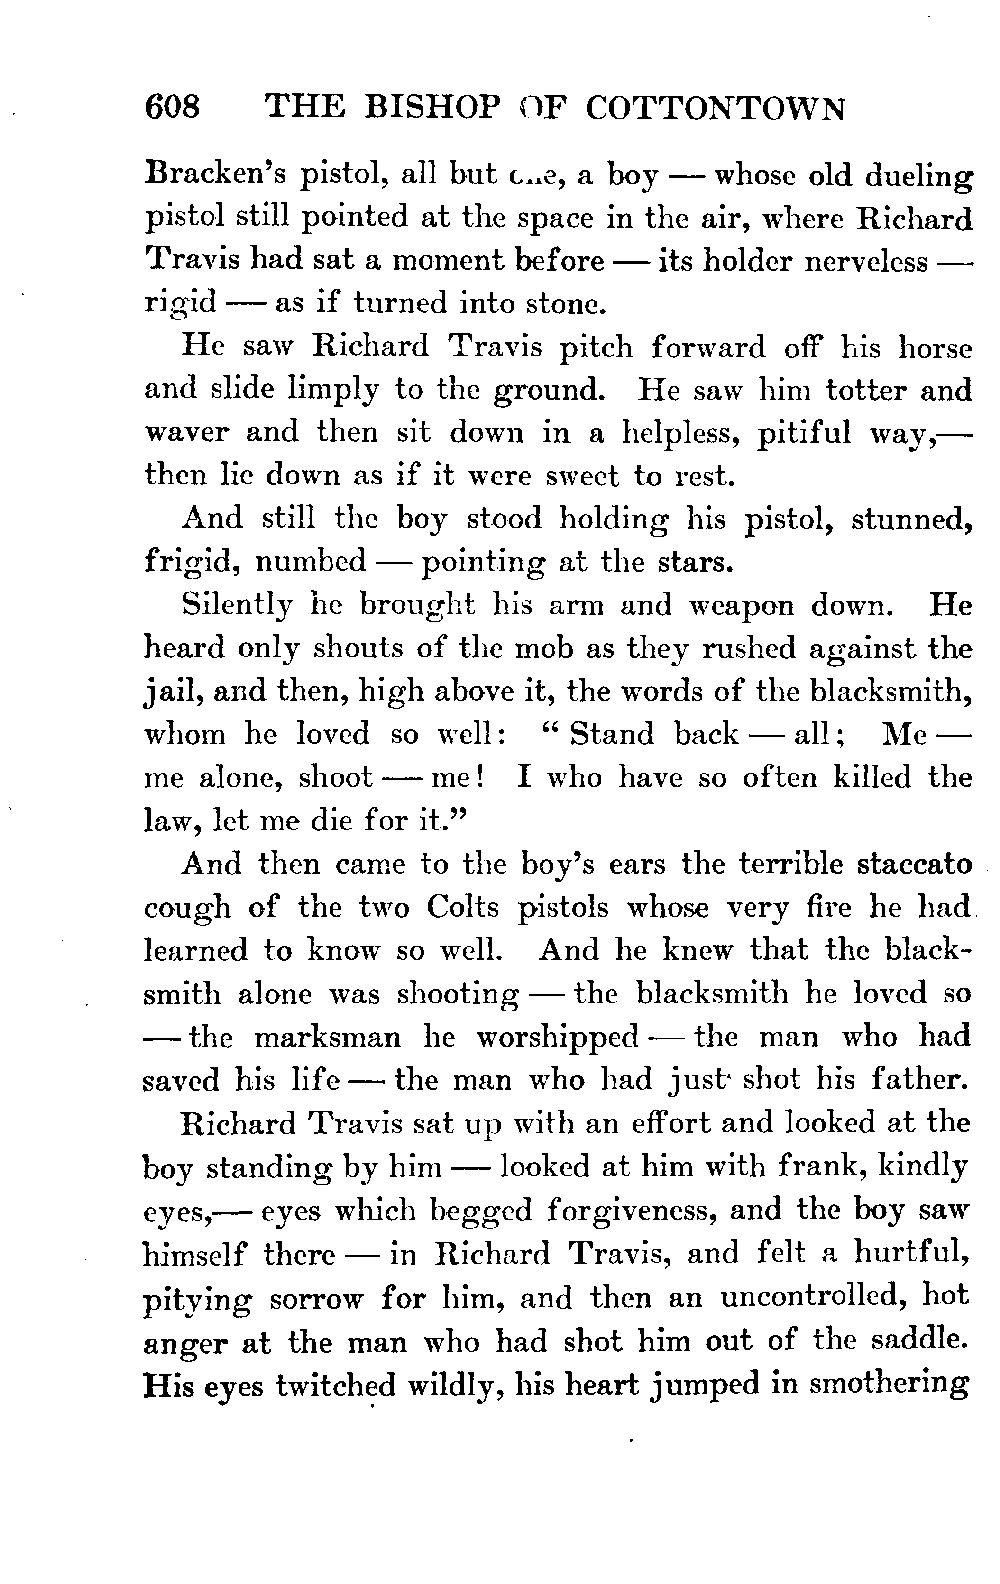 608 THE BISHOP OF COTTONTOWN
Bracken's pistol, all but one, a boy — whose old dueling
pistol still pointed at the space in the air, where Richard
Travis had sat a moment before — its holder nerveless —
rigid — as if turned into stone.
He saw Richard Travis pitch forward off his horse
and slide limply to the ground. He saw him totter and
waver and then sit down in a helpless, pitiful way,—
then lie down as if it were sweet to rest.
And still the boy stood holding his pistol, stunned,
frigid, numbed — pointing at the stars.
Silently he brought his arm and weapon down. He
heard only shouts of the mob as they rushed against the
jail, and then, high above it, the words of the blacksmith,
whom he loved so well: “ Stand back — all; Me —
me alone, shoot — me! I who have so often killed the
law, let me die for it.”
And then came to the boy's ears the terrible staccato
cough of the two Colts pistols whose very fire he had
learned to know so well. And he knew that the black-
smith alone was shooting — the blacksmith he loved so
— the marksman he worshipped — the man who had
saved his life — the man who had just shot his father.
Richard Travis sat up with an effort and looked at the
boy standing by him — looked at him with frank, kindly
eyes,— eyes which begged forgiveness, and the boy saw
himself there — in Richard Travis, and felt a hurtful,
pitying sorrow for him, and then an uncontrolled, hot
anger at the man who had shot him out of the saddle.
His eyes twitched wildly, his heart jumped in smothering